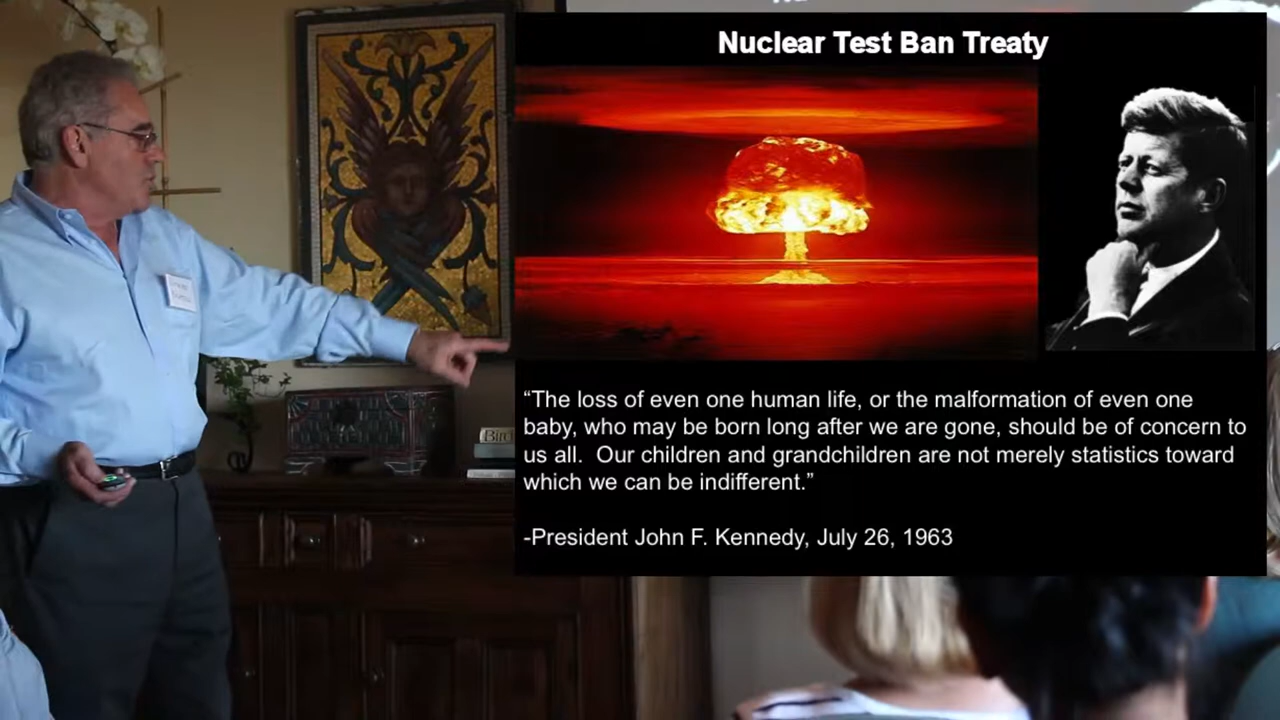 Nuclear Test Ban Treaty
“The loss of even one human life, or the malformation of even one
baby, who may be born long after we are gone, should be of concern to
us all.  Our children and grandchildren are not merely statistics toward
which we can be indifferent.”
-President John F. Kennedy, July 26, 1963
Bird